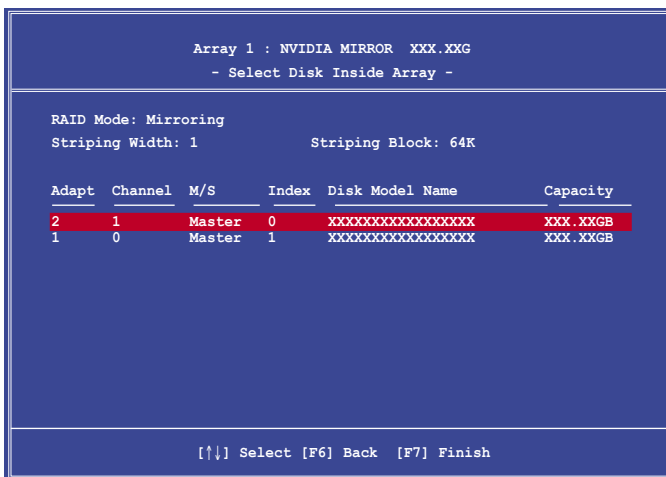 Array 1 : NVIDIA MIRROR XXX.XXG
- Select Disk Inside Array -
RAID Mode: Mirroring
Striping Width: 1 Striping Block: 64K
Adapt Channel M/S Index Disk Model Name Capacity
2 1 Master 0 XXXXXXXXXXXXXXXXX XXX.XXGB
1 0 Master 1 XXXXXXXXXXXXXXXXX XXX.XXGB
[↑↓] Select [F6] Back [F7] Finish